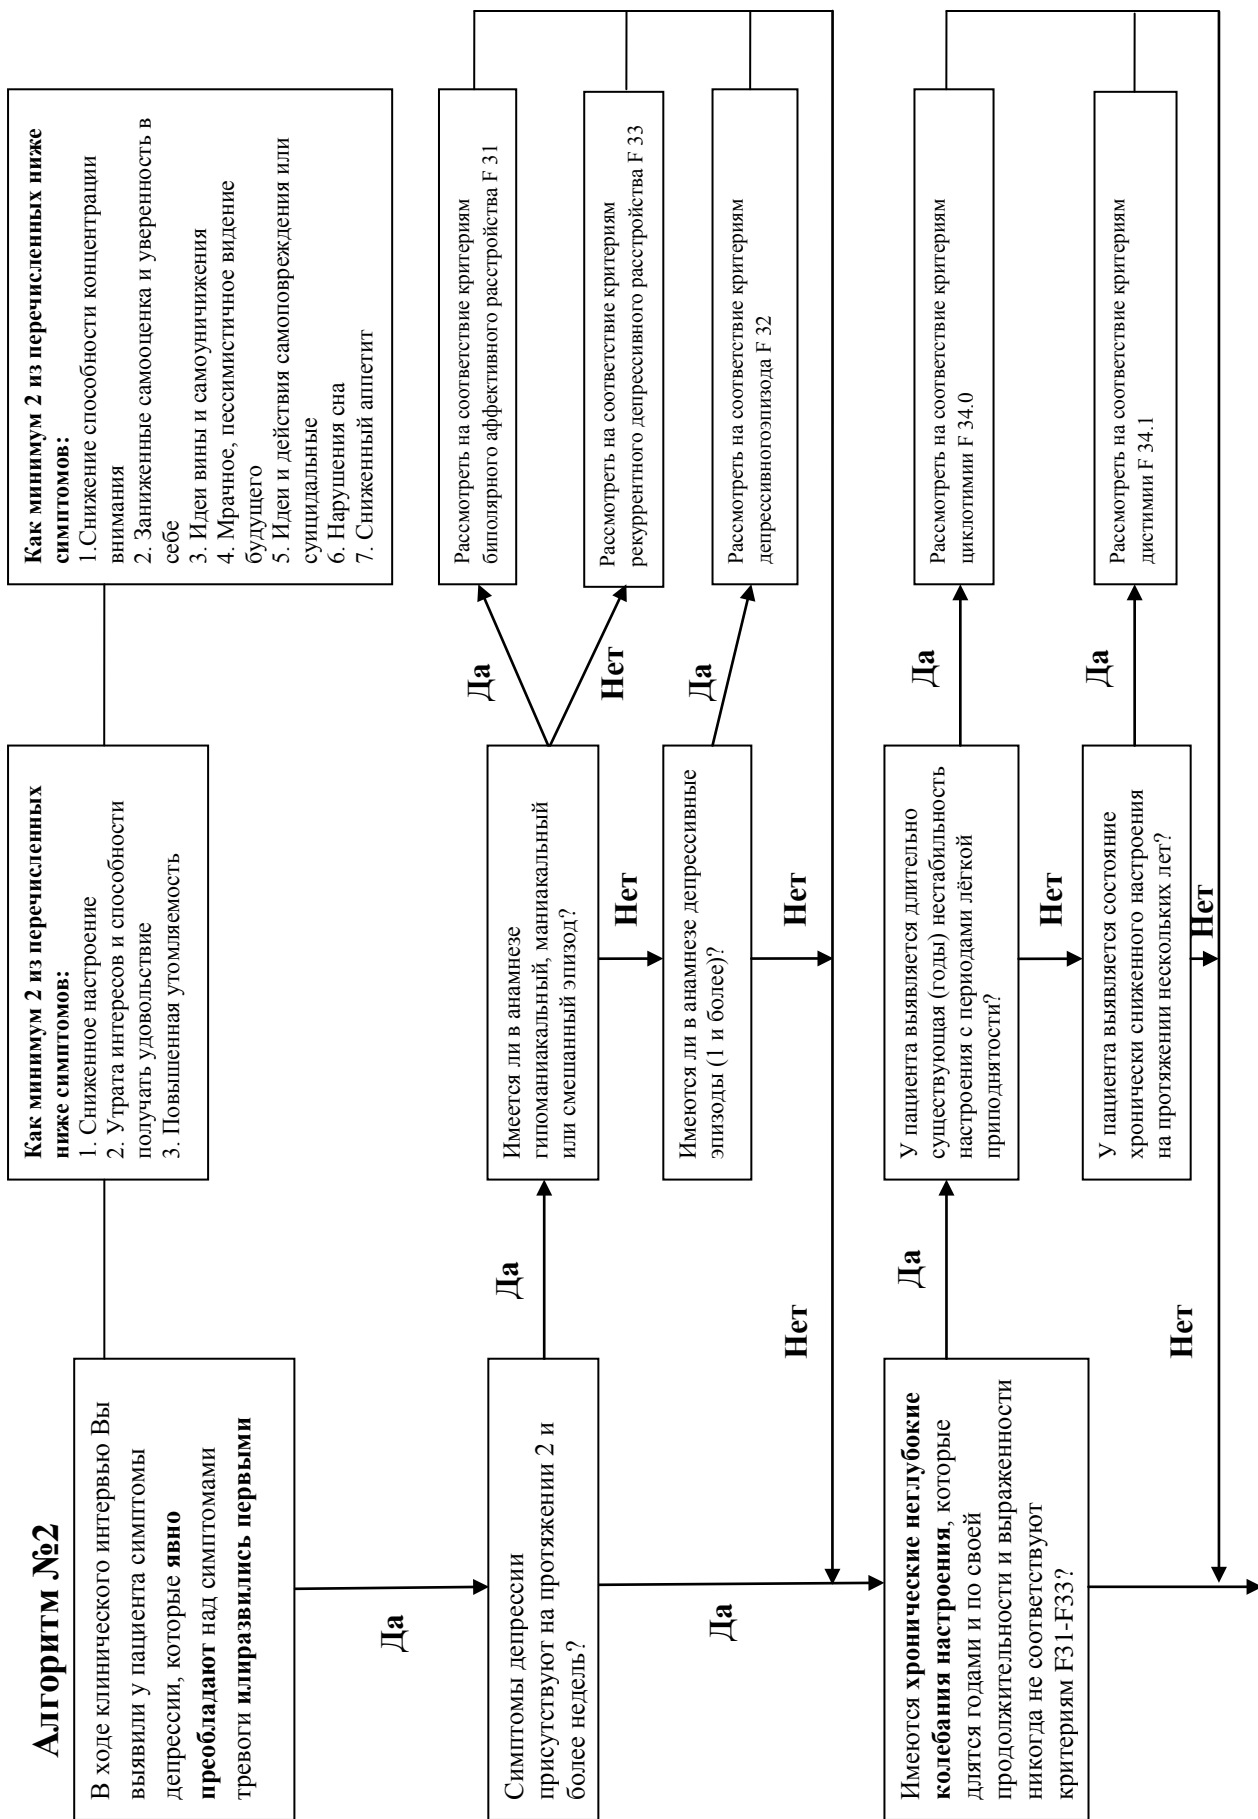 Алгоритм №2
В ходе клинического интервью Вы
выявили у пациента симптомы
депрессии, которые явно
преобладают над симптомами
тревоги илиразвились первыми
Как минимум 2 из перечисленных
ниже симптомов:
1. Сниженное настроение
2. Утрата интересов и способности
получать удовольствие
3. Повышенная утомляемость
Как минимум 2 из перечисленных ниже
симптомов:
1.Снижение способности концентрации
внимания
2. Заниженные самооценка и уверенность в
себе
3. Идеи вины и самоуничижения
4. Мрачное, пессимистичное видение
будущего
5. Идеи и действия самоповреждения или
суицидальные
6. Нарушения сна
7. Сниженный аппетит
Да
Симптомы депрессии
присутствуют на протяжении 2 и
более недель?
Да
Имеется ли в анамнезе
гипоманиакальный, маниакальный
или смешанный эпизод?
Да
Рассмотреть на соответствие критериям
биполярного аффективного расстройства F 31
Нет
Рассмотреть на соответствие критериям
рекуррентного депрессивного расстройства F 33
Нет
Имеются ли в анамнезе депрессивные
эпизоды (1 и более)?
Да
Рассмотреть на соответствие критериям
депрессивногоэпизода F 32
Да
Нет
Нет
Имеются хронические неглубокие
колебания настроения, которые
длятся годами и по своей
продолжительности и выраженности
никогда не соответствуют
критериям F31-F33?
Да
У пациента выявляется длительно
существующая (годы) нестабильность
настроения с периодами лёгкой
приподнятости?
Да
Рассмотреть на соответствие критериям
циклотимии F 34.0
Нет
У пациента выявляется состояние
хронически сниженного настроения
на протяжении нескольких лет?
Да
Рассмотреть на соответствие критериям
дистимии F 34.1
Нет
Нет